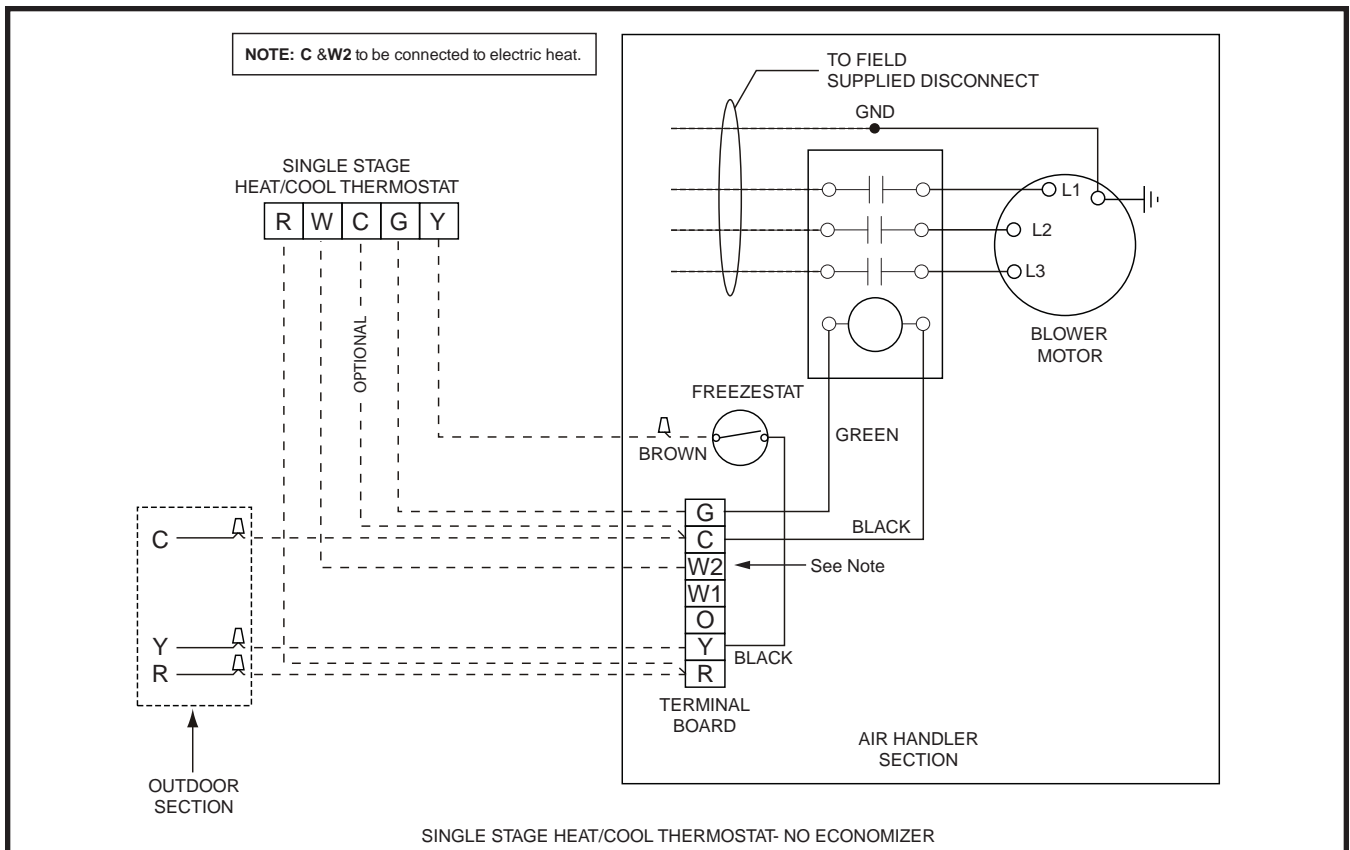 NOTE: C &W2 to be connected to electric heat.
TO FIELD
SUPPLIED DISCONNECT
GND
SINGLE STAGE
HEAT/COOL THERMOSTAT
R W C G Y
L1
L2
L3
BLOWER
MOTOR
OPTIONAL
FREEZESTAT
BROWN
GREEN
G
C
W2
W1
O
Y
R
BLACK
See Note
BLACK
TERMINAL
BOARD
C
Y
R
OUTDOOR
SECTION
AIR HANDLER
SECTION
SINGLE STAGE HEAT/COOL THERMOSTAT- NO ECONOMIZER